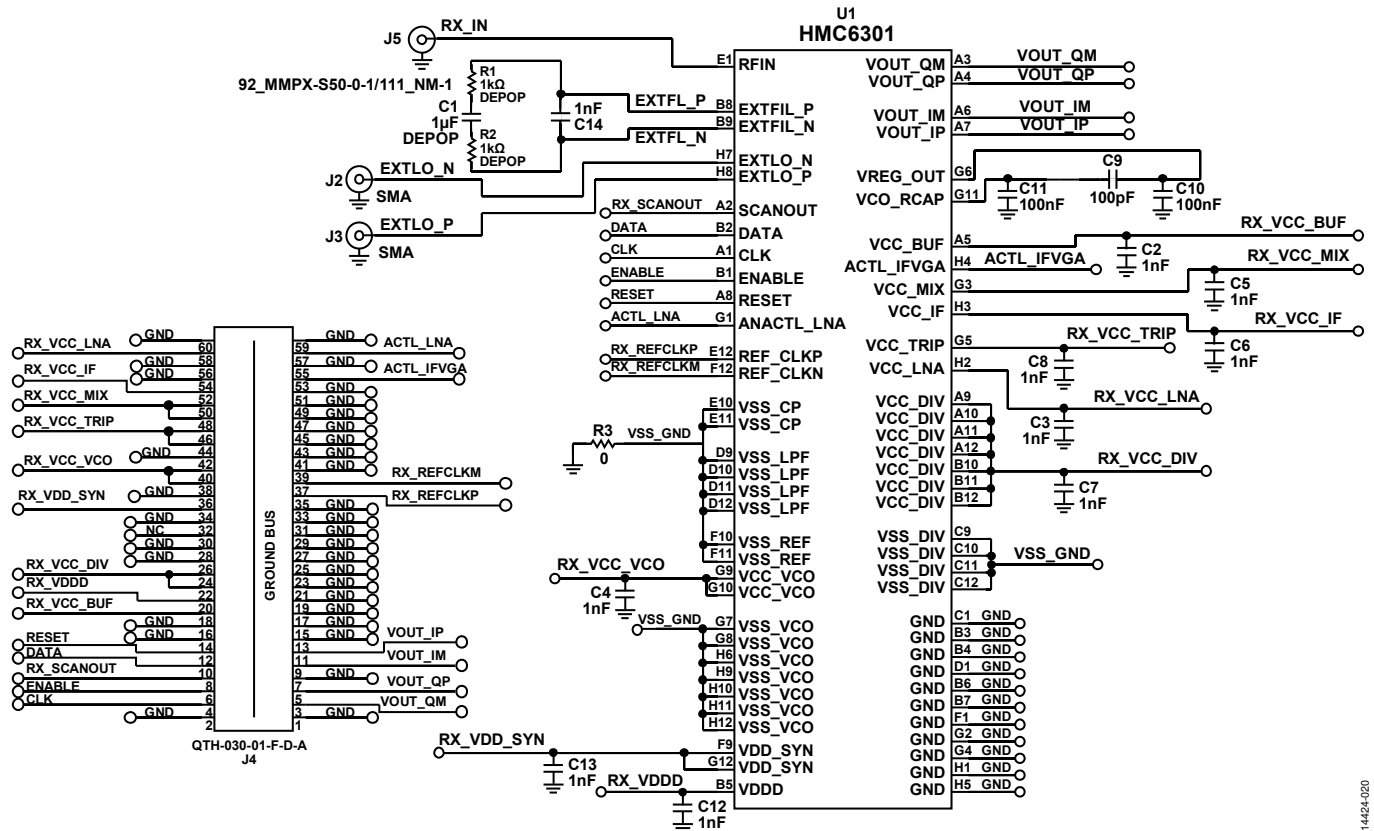 U1
HMC6301
J5
RX_IN
92_MMPX-S50-0-1/111_NM-1
R1
1kΩ
DEPOP
C1
1µF
DEPOP
R2
1kΩ
DEPOP
1nF
C14
EXTFL_P
EXTFL_N
J2
EXTLO_N
SMA
J3
EXTLO_P
SMA
E1 RFIN
B8 EXTFIL_P
B9 EXTFIL_N
H7 EXTLO_N
H8 EXTLO_P
RX_SCANOUT A2 SCANOUT
DATA B2 DATA
CLK A1 CLK
ENABLE B1 ENABLE
RESET A8 RESET
ACTL_LNA G1 ANACTL_LNA
RX_REFCLKP E12 REF_CLKP
RX_REFCLKM F12 REF_CLKN
R3
0
VSS_GND
E10 VSS_CP
E11 VSS_CP
D9 VSS_LPF
D10 VSS_LPF
D11 VSS_LPF
D12 VSS_LPF
F10 VSS_REF
F11 VSS_REF
RX_VCC_VCO
C4
1nF
G9 VCC_VCO
G10 VCC_VCO
VSS_GND
G7 VSS_VCO
G8 VSS_VCO
H6 VSS_VCO
H9 VSS_VCO
H10 VSS_VCO
H11 VSS_VCO
H12 VSS_VCO
RX_VDD_SYN
C13
1nF
F9 VDD_SYN
G12 VDD_SYN
RX_VDDD
C12
1nF
B5 VDDD
VOUT_QM A3 VOUT_QM
VOUT_QP A4 VOUT_QP
VOUT_IM A6 VOUT_IM
VOUT_IP A7 VOUT_IP
VREG_OUT G6
VCO_RCAP G11
C11
100nF
C9
100pF
C10
100nF
VCC_BUF A5
C2
1nF
RX_VCC_BUF
ACTL_IFVGA H4 ACTL_IFVGA
VCC_MIX G3
C5
1nF
RX_VCC_MIX
VCC_IF H3
C6
1nF
RX_VCC_IF
VCC_TRIP G5
C8
1nF
RX_VCC_TRIP
VCC_LNA H2
C3
1nF
RX_VCC_LNA
VCC_DIV A9
VCC_DIV A10
VCC_DIV A11
VCC_DIV A12
VCC_DIV B10
VCC_DIV B11
VCC_DIV B12
C7
1nF
RX_VCC_DIV
VSS_DIV C9
VSS_DIV C10
VSS_DIV C11
VSS_DIV C12
VSS_GND
GND C1 GND
GND B3 GND
GND B4 GND
GND D1 GND
GND B6 GND
GND B7 GND
GND F1 GND
GND G2 GND
GND G4 GND
GND H1 GND
GND H5 GND
GND 60
RX_VCC_LNA 58
GND 56
GND 54
RX_VCC_IF 52
RX_VCC_MIX 50
48
RX_VCC_TRIP 46
44
GND 42
RX_VCC_VCO 40
38
GND 36
RX_VDD_SYN 34
GND 32
NC 30
GND 28
GND 26
RX_VCC_DIV 24
22
RX_VDDD 20
RX_VCC_BUF 18
GND 16
GND 14
RESET 12
DATA 10
RX_SCANOUT 8
ENABLE 6
CLK 4
GND 2
GROUND BUS
59 GND
57 ACTL_LNA
55 GND
53 ACTL_IFVGA
51 GND
49 GND
47 GND
45 GND
43 GND
41 GND
39 GND
37 RX_REFCLKM
35 RX_REFCLKP
33 GND
31 GND
29 GND
27 GND
25 GND
23 GND
21 GND
19 GND
17 GND
15 GND
13 GND
11 VOUT_IP
9 VOUT_IM
7 GND
5 VOUT_QP
3 VOUT_QM
1 GND
QTH-030-01-F-D-A
J4
14424-020